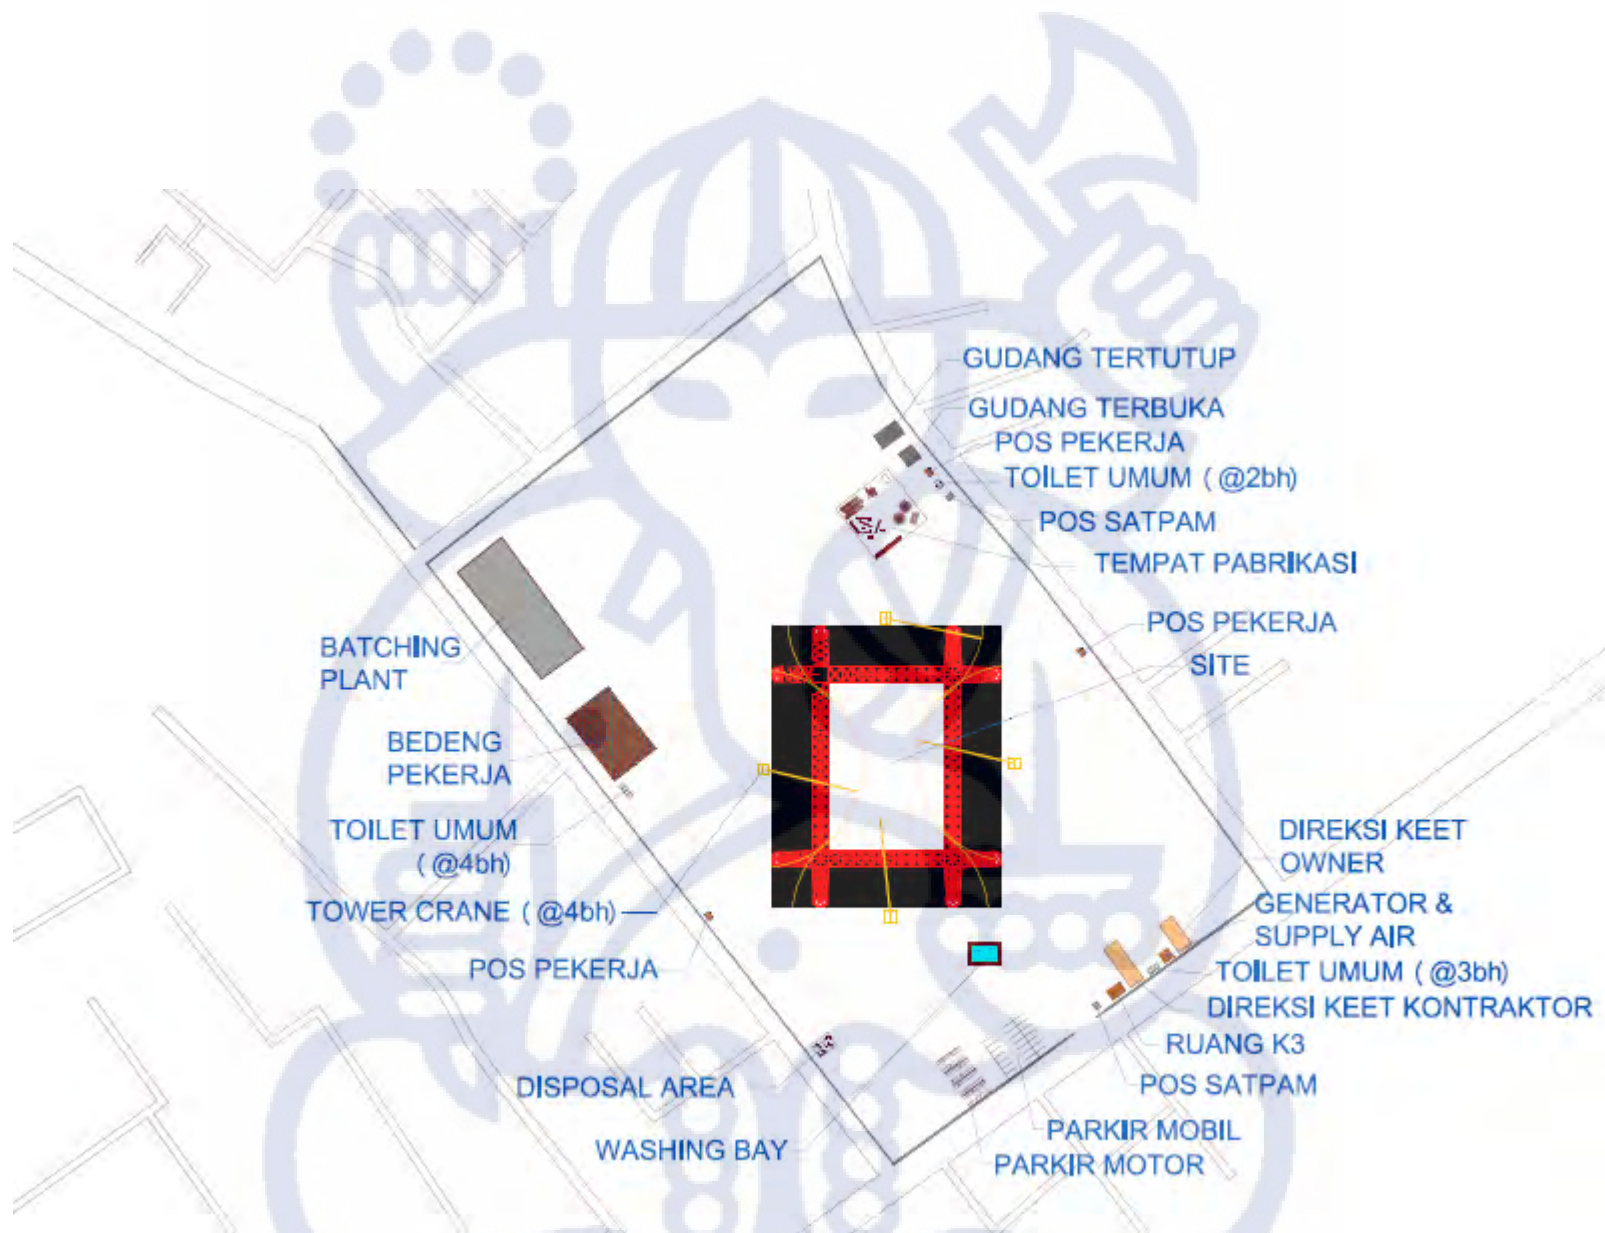 GUDANG TERTUTUP
GUDANG TERBUKA
POS PEKERJA
TOILET UMUM ( @2bh)
POS SATPAM
TEMPAT PABRIKASI
POS PEKERJA
SITE
BATCHING
PLANT
BEDENG
PEKERJA
TOILET UMUM
( @4bh)
TOWER CRANE ( @4bh)
POS PEKERJA
DISPOSAL AREA
WASHING BAY
DIREKSI KEET
OWNER
GENERATOR &
SUPPLY AIR
TOILET UMUM ( @3bh)
DIREKSI KEET KONTRAKTOR
RUANG K3
POS SATPAM
PARKIR MOBIL
PARKIR MOTOR